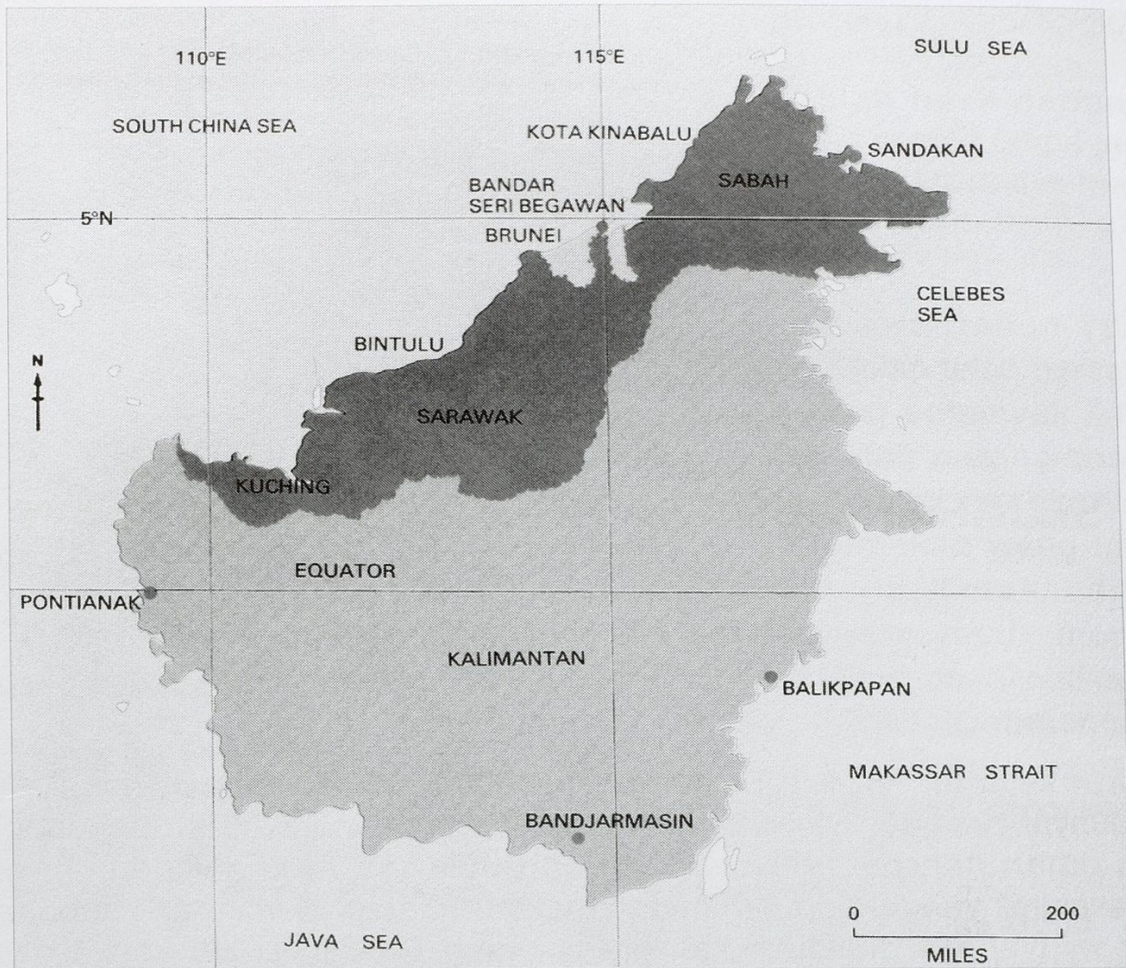 110°E
115°E
SULU SEA
SOUTH CHINA SEA
KOTA KINABALU
SANDAKAN
SABAH
BANDAR
SERI BEGAWAN
5°N
BRUNEI
CELEBES
SEA
BINTULU
N
SARAWAK
KUCHING
EQUATOR
PONTIANAK
KALIMANTAN
BALIKPAPAN
MAKASSAR STRAIT
BANDJARMASIN
0 200
JAVA SEA
MILES